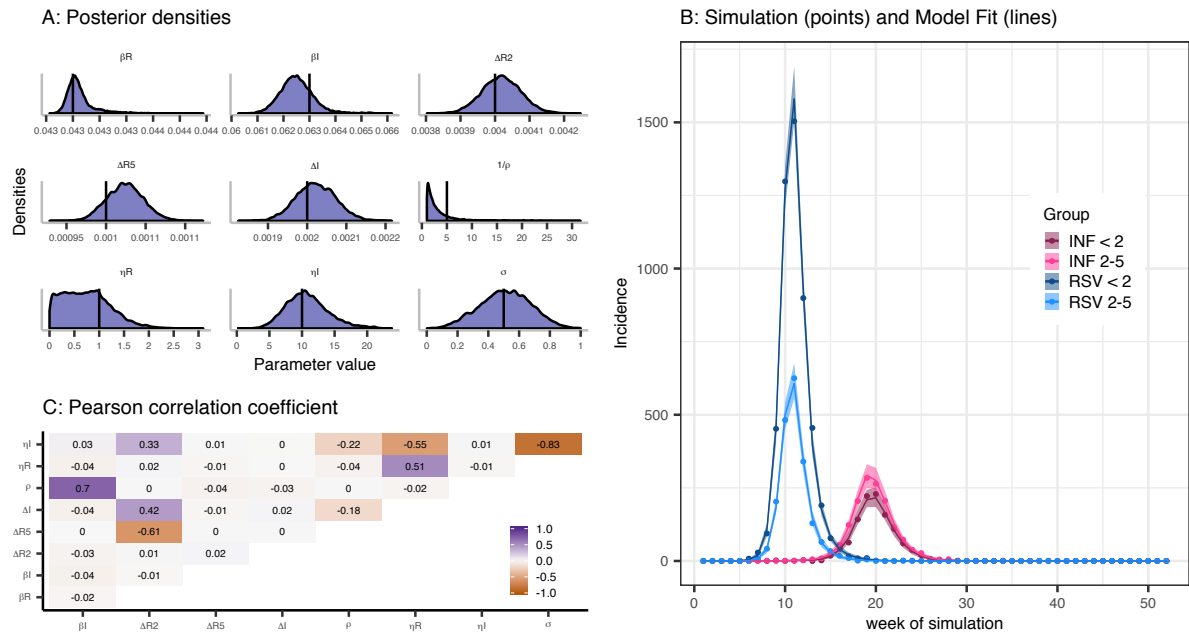 A: Posterior densities
βR
βI
ΔR2
0.043 0.043 0.043 0.043 0.044 0.044 0.044
0.06 0.061 0.062 0.063 0.064 0.065 0.066
0.0038 0.0039 0.004 0.0041 0.0042
ΔR5
ΔI
1/ρ
0.00095 0.001 0.0011 0.0011
0.0019 0.002 0.0021 0.0022
0 5 10 15 20 25 30
ηR
ηI
σ
0 0.5 1 1.5 2 2.5 3
0 5 10 15 20
0 0.2 0.4 0.6 0.8 1
Densities
Parameter value
C: Pearson correlation coefficient
ηI 0.03 0.33 0.01 0 -0.22 -0.55 0.01 -0.83
ηR -0.04 0.02 -0.01 0 -0.04 0.51 -0.01
ρ 0.7 0 -0.04 -0.03 0 -0.02
ΔI -0.04 0.42 -0.01 0.02 -0.18
ΔR5 0 -0.61 0 0
ΔR2 -0.03 0.01 0.02
βI -0.04 -0.01
βR -0.02
βI ΔR2 ΔR5 ΔI ρ ηR ηI σ
1.0
0.5
0.0
-0.5
-1.0
B: Simulation (points) and Model Fit (lines)
Incidence
1500
1000
500
0
0 10 20 30 40 50
week of simulation
Group
INF < 2
INF 2-5
RSV < 2
RSV 2-5